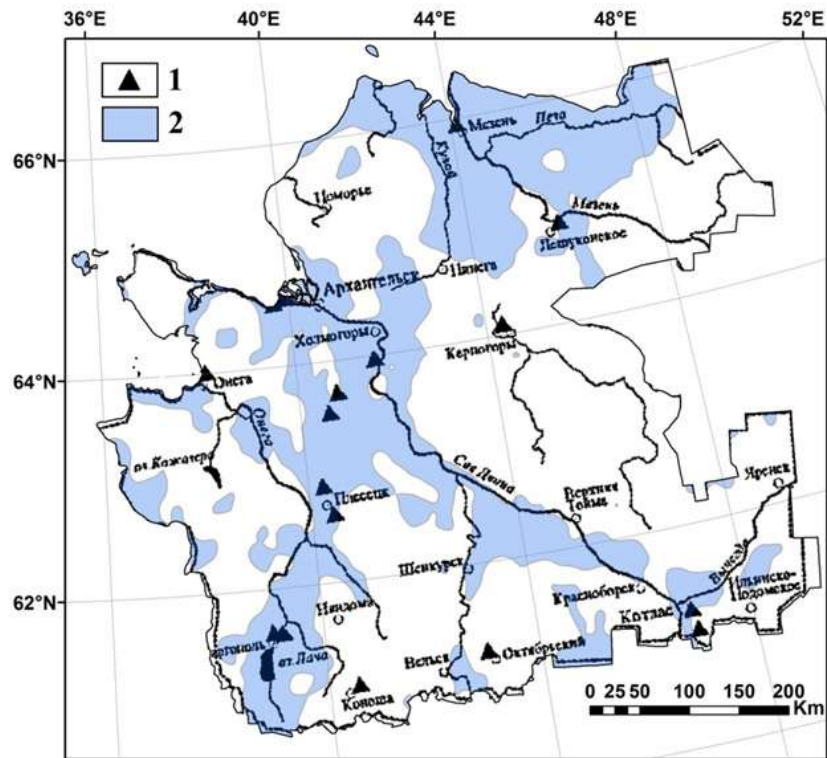 36°E 40°E 44°E 48°E 52°E
1
2
66°N
64°N
62°N
Мезень
Пеза
Кулой
Поморье
Мезень
Лешуконское
Пинега
Архангельск
Холмогоры
Карпогоры
Онега
Онега
Сев Двина
оз. Кожозеро
Плесецк
Верхняя
Тойма
Яренск
Шенкурск
Вычегда
Красноборск
Ильинско-
Подомское
Няндома
Котлас
аргополь
оз. Лача
Вельск
Октябрьский
Коноша
0 25 50 100 150 200
Km